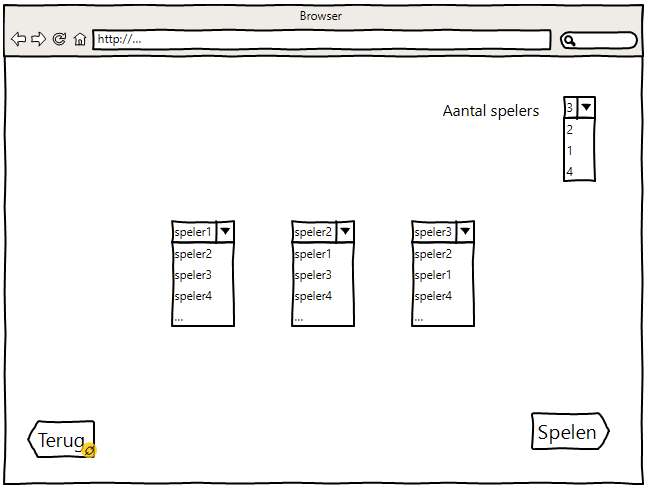 Browser
http://...
Aantal spelers
3
2
1
4
speler1
speler2
speler3
speler4
...
speler2
speler1
speler3
speler4
...
speler3
speler2
speler1
speler4
...
Terug
Spelen